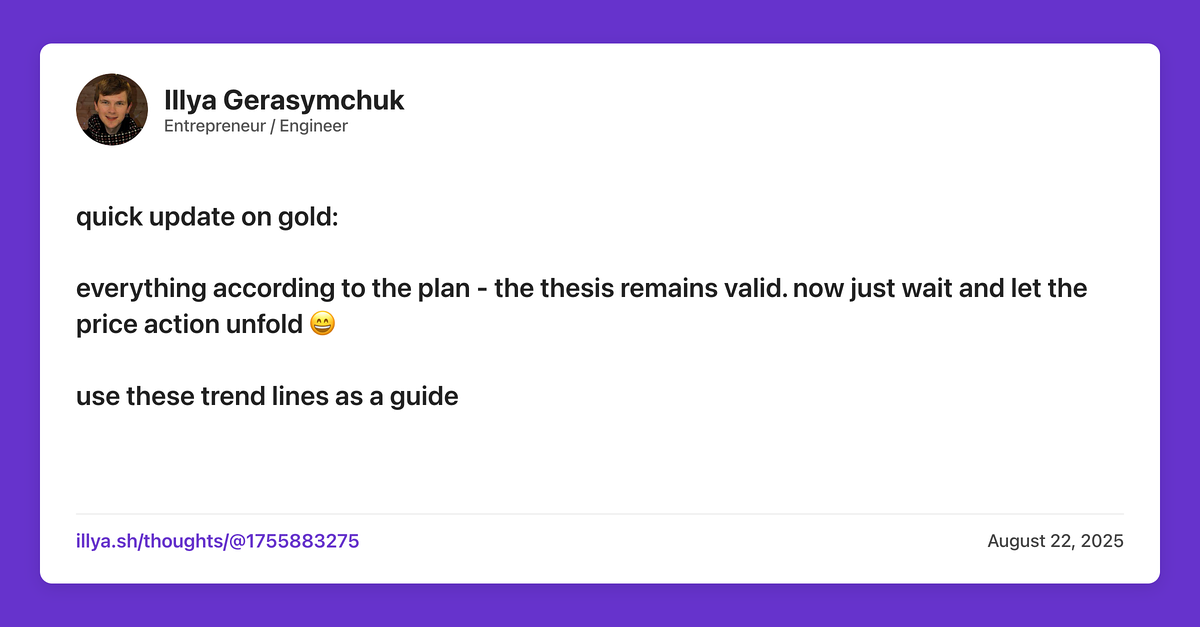 Illya Gerasymchuk
Entrepreneur / Engineer
quick update on gold:
everything according to the plan - the thesis remains valid. now just wait and let the
price action unfold 😄
use these trend lines as a guide
illya.sh/thoughts/@1755883275
August 22, 2025